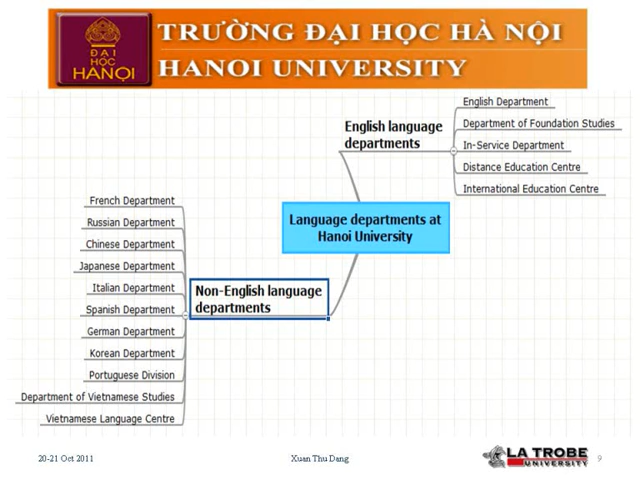 ĐẠI
HỌC
HÀNỘI
TRƯỜNG ĐẠI HỌC HÀ NỘI
HANOI UNIVERSITY
English language
departments
English Department
Department of Foundation Studies
In-Service Department
Distance Education Centre
International Education Centre
Language departments at
Hanoi University
Non-English language
departments
French Department
Russian Department
Chinese Department
Japanese Department
Italian Department
Spanish Department
German Department
Korean Department
Portuguese Division
Department of Vietnamese Studies
Vietnamese Language Centre
20-21 Oct 2011
Xuan Thu Dang
LA TROBE
UNIVERSITY
9